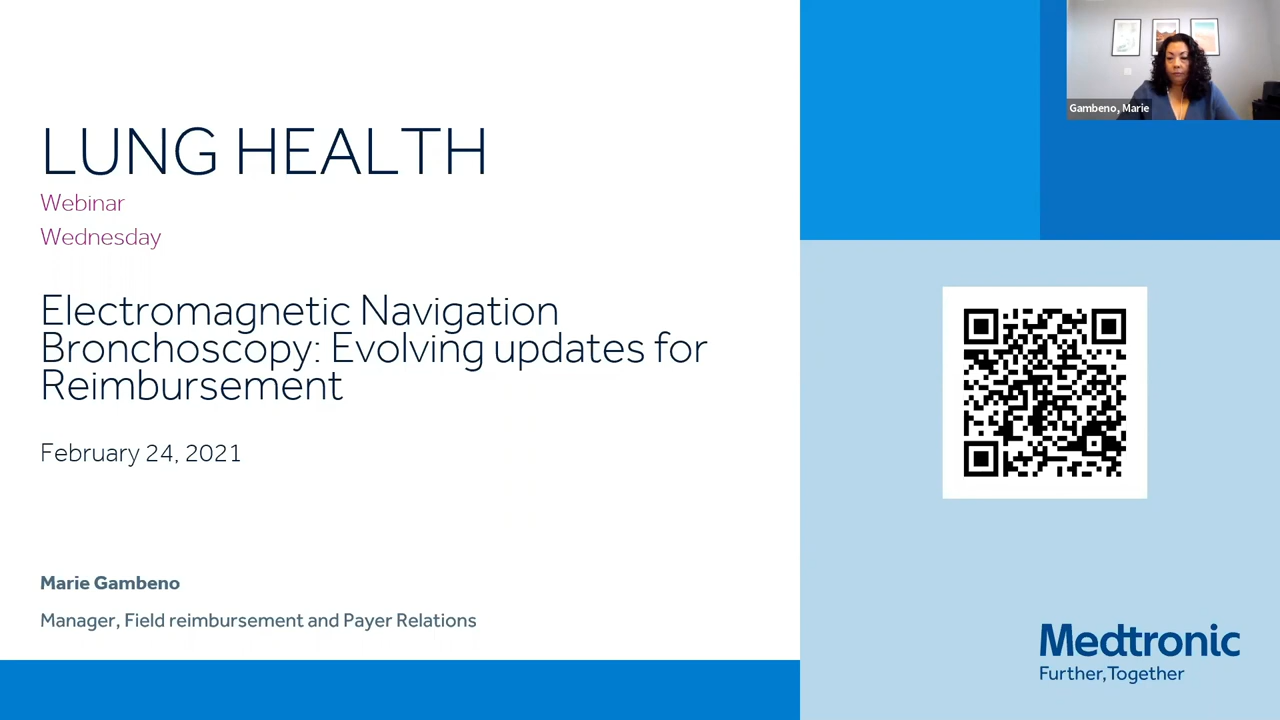 LUNG HEALTH
Webinar
Wednesday
Electromagnetic Navigation
Bronchoscopy: Evolving updates for
Reimbursement
February 24, 2021
Marie Gambeno
Manager, Field reimbursement and Payer Relations
Gambeno, Marie
Medtronic
Further,Together